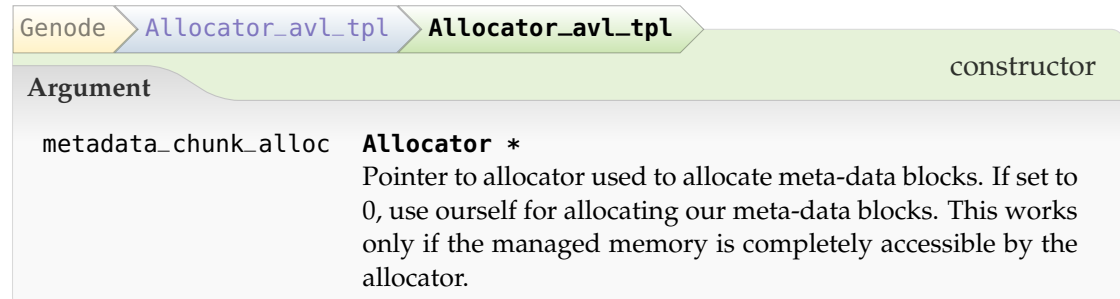 Genode Allocator_avl_tpl Allocator_avl_tpl
constructor
Argument
metadata_chunk_alloc Allocator *
Pointer to allocator used to allocate meta-data blocks. If set to
0, use ourself for allocating our meta-data blocks. This works
only if the managed memory is completely accessible by the
allocator.